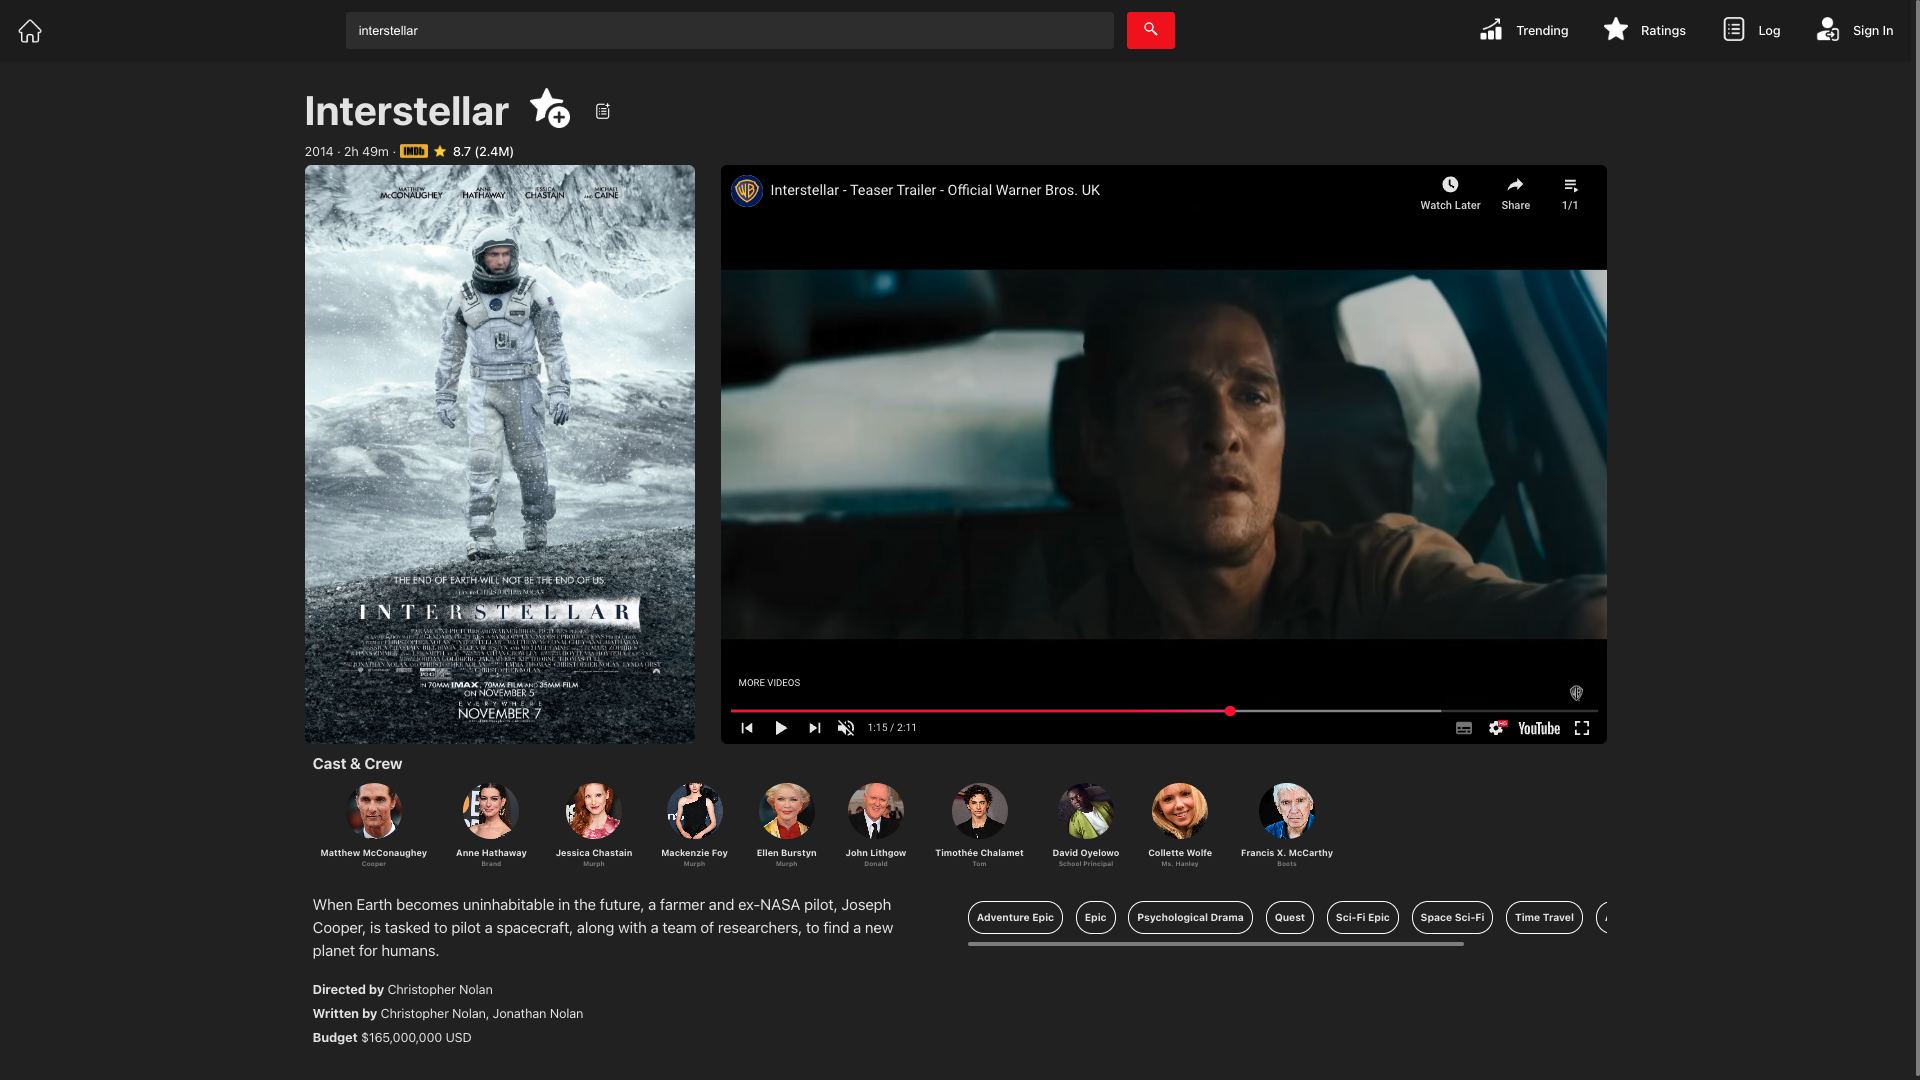 interstellar
Trending
Ratings
Log
Sign In
Interstellar
2014 · 2h 49m · IMDb 8.7 (2.4M)
MATTHEW McCONAUGHEY
ANNE HATHAWAY
JESSICA CHASTAIN
AND MICHAEL CAINE
THE END OF EARTH WILL NOT BE THE END OF US.
INTERSTELLAR
IN 70MM IMAX, 70MM FILM AND 35MM FILM
ON NOVEMBER 5
EVERYWHERE
NOVEMBER 7
Interstellar - Teaser Trailer - Official Warner Bros. UK
Watch Later
Share
1/1
MORE VIDEOS
1:15 / 2:11
HD
YouTube
Cast & Crew
Matthew McConaughey
Cooper
Anne Hathaway
Brand
Jessica Chastain
Murph
Mackenzie Foy
Murph
Ellen Burstyn
Murph
John Lithgow
Donald
Timothée Chalamet
Tom
David Oyelowo
School Principal
Collette Wolfe
Ms. Hanley
Francis X. McCarthy
Boots
When Earth becomes uninhabitable in the future, a farmer and ex-NASA pilot, Joseph
Cooper, is tasked to pilot a spacecraft, along with a team of researchers, to find a new
planet for humans.
Adventure Epic
Epic
Psychological Drama
Quest
Sci-Fi Epic
Space Sci-Fi
Time Travel
Directed by Christopher Nolan
Written by Christopher Nolan, Jonathan Nolan
Budget $165,000,000 USD